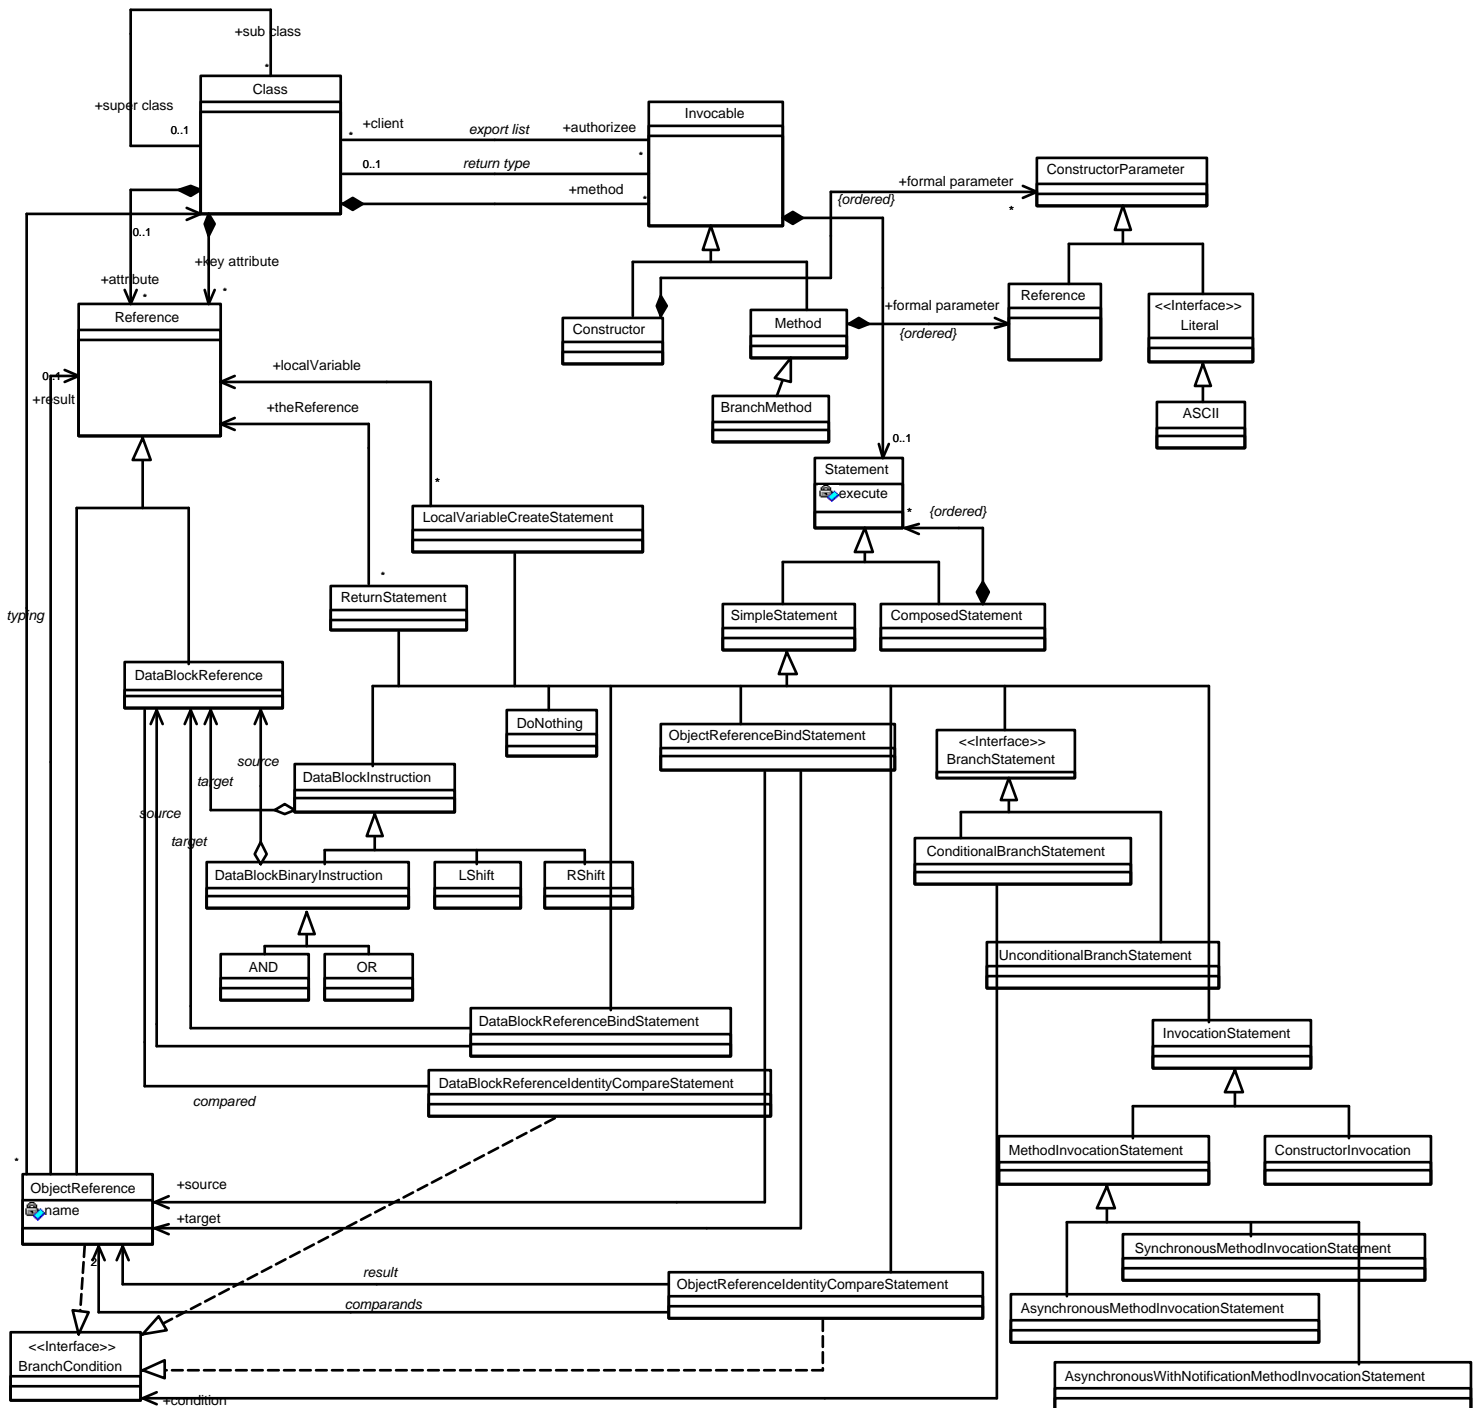 +sub class
*
Class
+super class
0..1
+client
*
export list
+authorizee
*
Invocable
0..1
return type
+method
*
ConstructorParameter
+formal parameter
{ordered}
*
0..1
+attribute
*
+key attribute
*
Reference
Constructor
Method
+formal parameter
{ordered}
Reference
<<Interface>>
Literal
ASCII
BranchMethod
0..1
+result
+localVariable
*
+theReference
*
0..1
Statement
execute
*
{ordered}
LocalVariableCreateStatement
ReturnStatement
SimpleStatement
ComposedStatement
typing
DataBlockReference
DoNothing
ObjectReferenceBindStatement
<<Interface>>
BranchStatement
source
target
DataBlockInstruction
source
target
ConditionalBranchStatement
DataBlockBinaryInstruction
LShift
RShift
AND
OR
UnconditionalBranchStatement
DataBlockReferenceBindStatement
InvocationStatement
DataBlockReferenceIdentityCompareStatement
compared
MethodInvocationStatement
ConstructorInvocation
*
ObjectReference
name
+source
+target
2
result
comparands
ObjectReferenceIdentityCompareStatement
SynchronousMethodInvocationStatement
AsynchronousMethodInvocationStatement
<<Interface>>
BranchCondition
+condition
AsynchronousWithNotificationMethodInvocationStatement